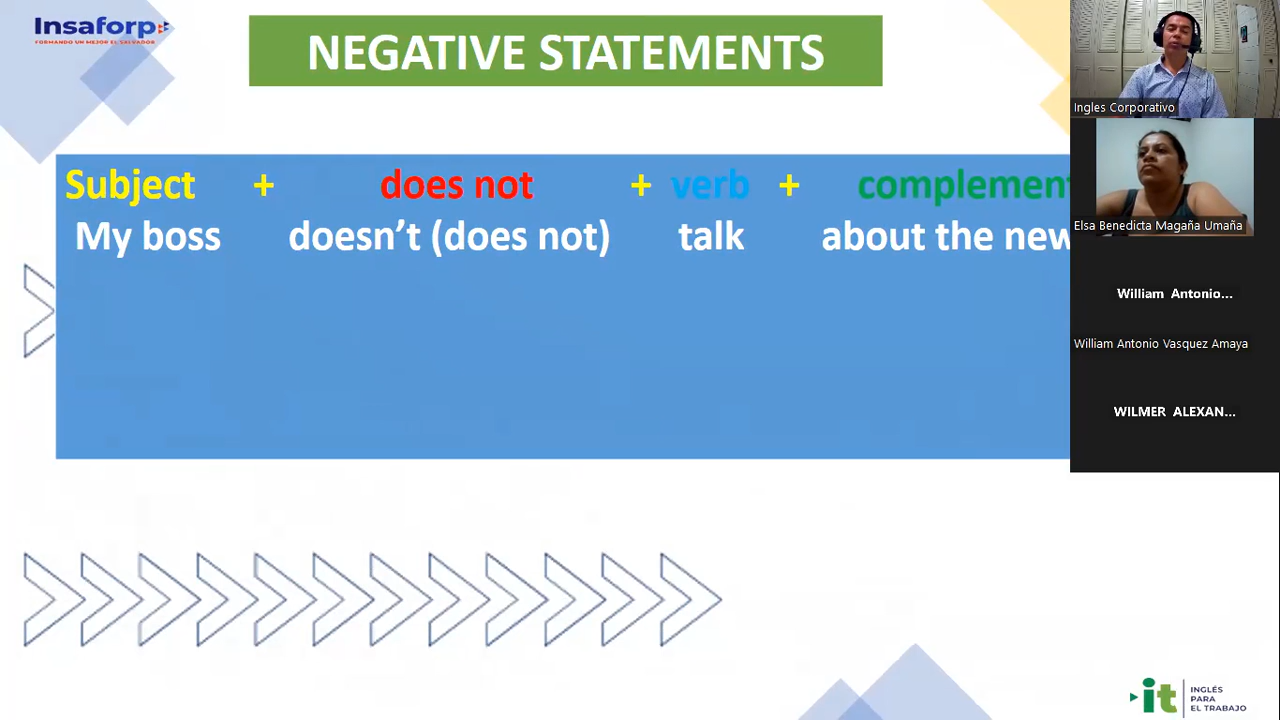 Insaforp
FORMANDO UN MEJOR EL SALVADOR
NEGATIVE STATEMENTS
Subject + does not + verb + complement
My boss doesn't (does not) talk about the new
Ingles Corporativo
Elsa Benedicta Magaña Umaña
William Antonio...
William Antonio Vasquez Amaya
WILMER ALEXAN...
it
INGLÉS
PARA
EL TRABAJO